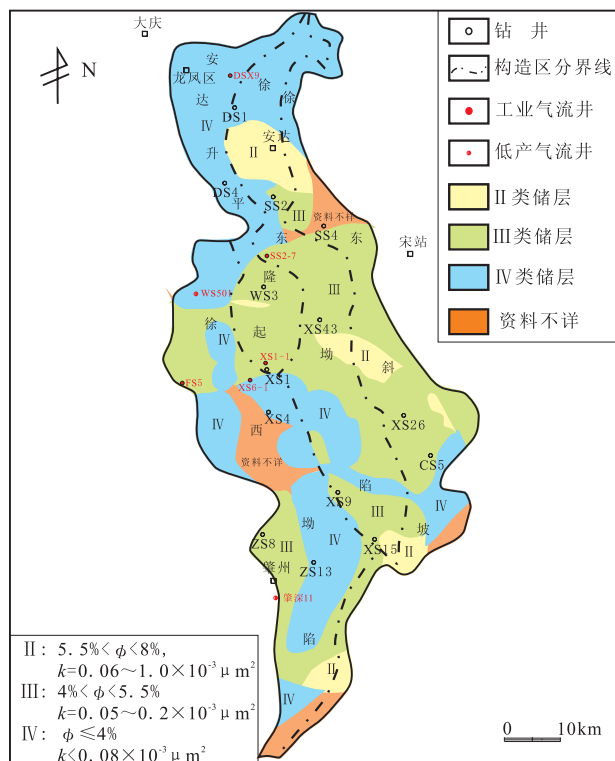 大庆
N
安
龙凤区
DSX9
徐
徐
达
DS1
Ⅳ
安达
升
Ⅱ
DS4
平
SS2
Ⅲ
资料不祥
SS4
东
东
宋站
SS2-7
隆
WS501
WS3
Ⅲ
徐
起
XS43
Ⅳ
坳
Ⅱ
斜
XS1-1
XS1
FS5
XS6-1
XS4
Ⅳ
Ⅳ
西
XS26
资料不详
CS5
陷
XS9
Ⅲ
Ⅳ
坳
坡
ZS8
Ⅲ
Ⅳ
XS15
Ⅱ
肇州
ZS13
肇深11
陷
Ⅱ
Ⅳ
钻 井
构造区分界线
工业气流井
低产气流井
Ⅱ类储层
Ⅲ类储层
Ⅳ类储层
资料不详
Ⅱ: 5.5%<ϕ<8%,
k=0.06～1.0×10⁻³μm²
Ⅲ: 4%<ϕ<5.5%
k=0.05～0.2×10⁻³μm²
Ⅳ: ϕ≤4%
k<0.08×10⁻³μm²
0 10km